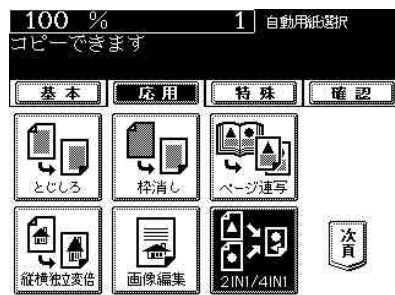 100 % 1 自動用紙選択
コピーできます
基本 応用 特殊 確認
とじしろ 枠消し ページ連写
縦横独立変倍 画像編集 2IN1/4IN1 次頁